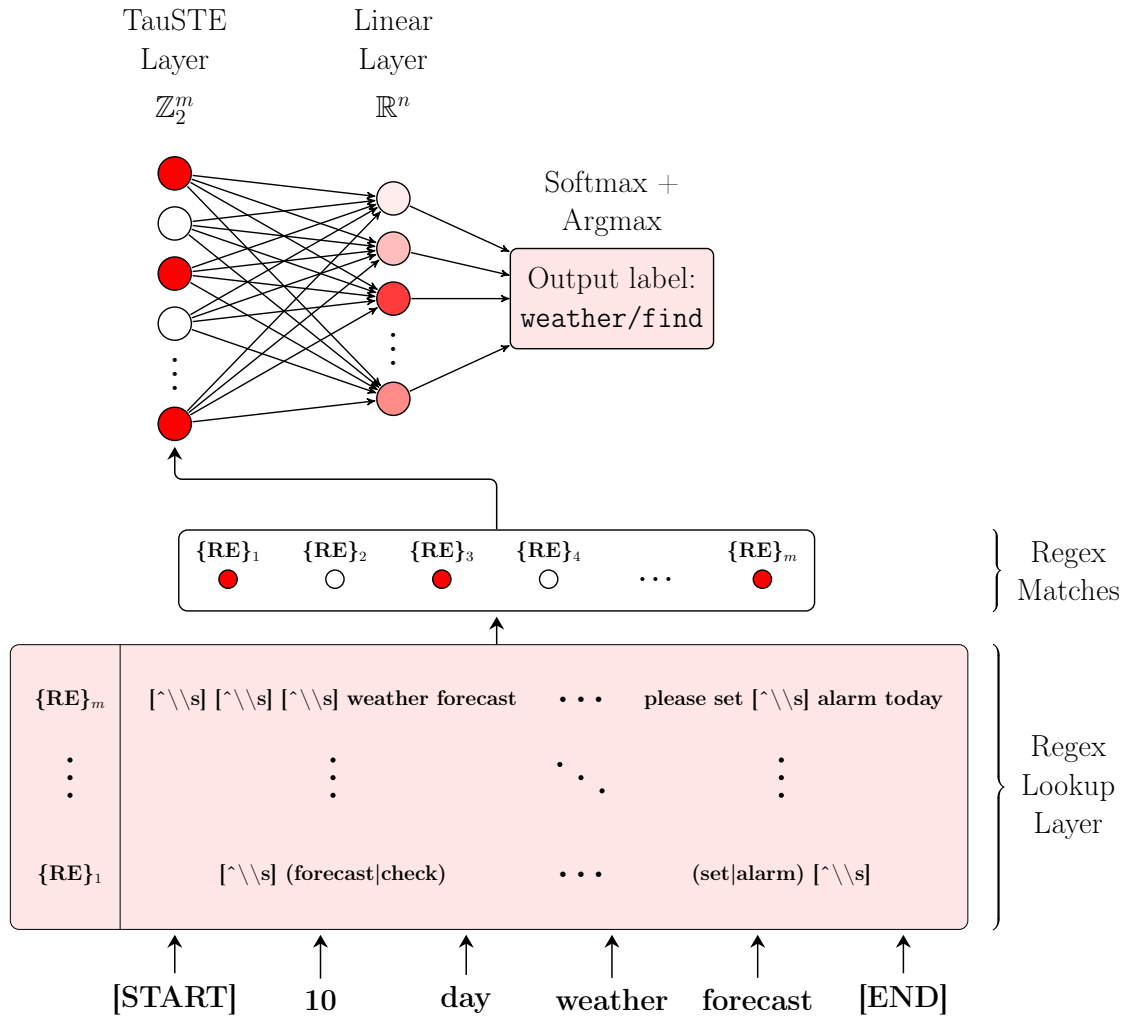 TauSTE
Layer
ℤ₂ᵐ
Linear
Layer
ℝⁿ
Softmax +
Argmax
Output label:
weather/find
{RE}₁ {RE}₂ {RE}₃ {RE}₄ ··· {RE}ₘ
Regex
Matches
{RE}ₘ [^\\s] [^\\s] [^\\s] weather forecast ··· please set [^\\s] alarm today
{RE}₁ [^\\s] (forecast|check) ··· (set|alarm) [^\\s]
Regex
Lookup
Layer
[START] 10 day weather forecast [END]